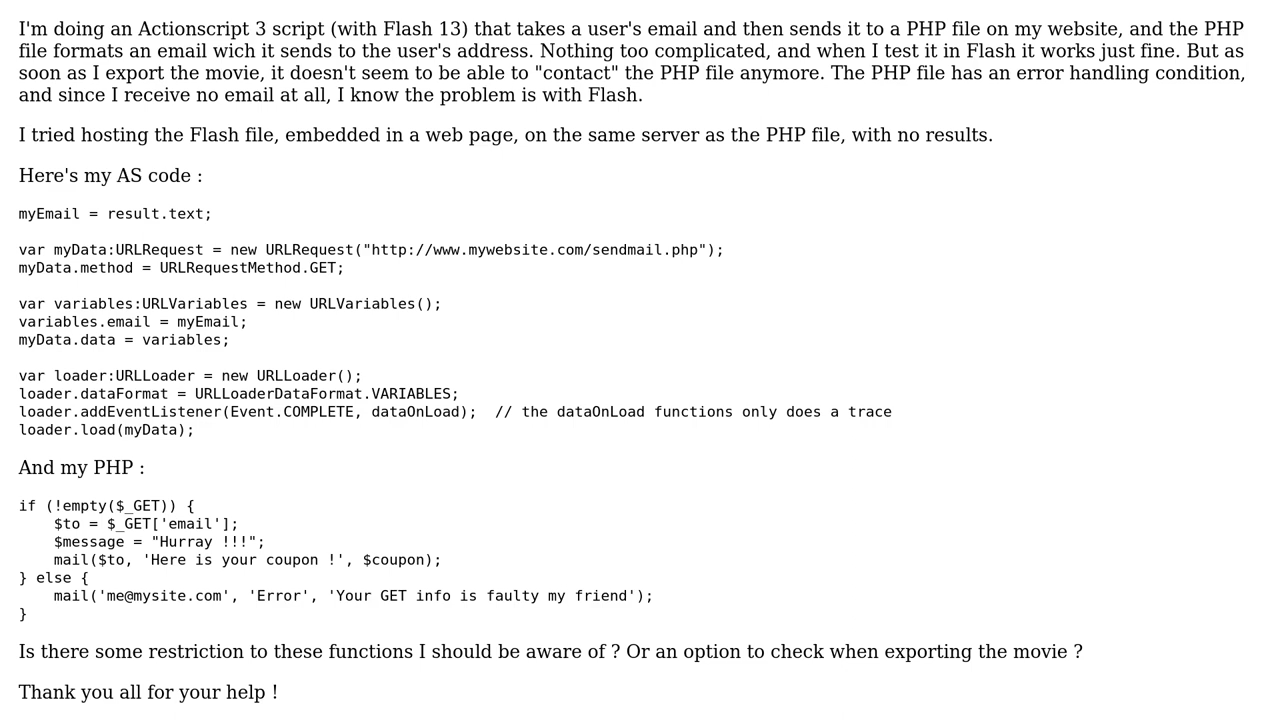 I'm doing an Actionscript 3 script (with Flash 13) that takes a user's email and then sends it to a PHP file on my website, and the PHP
file formats an email wich it sends to the user's address. Nothing too complicated, and when I test it in Flash it works just fine. But as
soon as I export the movie, it doesn't seem to be able to "contact" the PHP file anymore. The PHP file has an error handling condition,
and since I receive no email at all, I know the problem is with Flash.
I tried hosting the Flash file, embedded in a web page, on the same server as the PHP file, with no results.
Here's my AS code :
myEmail = result.text;
var myData:URLRequest = new URLRequest("http://www.mywebsite.com/sendmail.php");
myData.method = URLRequestMethod.GET;
var variables:URLVariables = new URLVariables();
variables.email = myEmail;
myData.data = variables;
var loader:URLLoader = new URLLoader();
loader.dataFormat = URLLoaderDataFormat.VARIABLES;
loader.addEventListener(Event.COMPLETE, dataOnLoad);  // the dataOnLoad functions only does a trace
loader.load(myData);
And my PHP :
if (!empty($_GET)) {
    $to = $_GET['email'];
    $message = "Hurray !!!";
    mail($to, 'Here is your coupon !', $coupon);
} else {
    mail('me@mysite.com', 'Error', 'Your GET info is faulty my friend');
}
Is there some restriction to these functions I should be aware of ? Or an option to check when exporting the movie ?
Thank you all for your help !